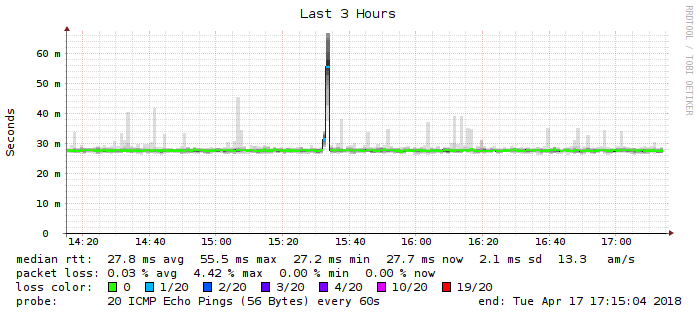 Last 3 Hours
RRDTOOL / TOBI OETIKER
Seconds
60 m
50 m
40 m
30 m
20 m
10 m
0
14:20 14:40 15:00 15:20 15:40 16:00 16:20 16:40 17:00
median rtt: 27.8 ms avg 55.5 ms max 27.2 ms min 27.7 ms now 2.1 ms sd 13.3 am/s
packet loss: 0.03 % avg 4.42 % max 0.00 % min 0.00 % now
loss color: 0 1/20 2/20 3/20 4/20 10/20 19/20
probe: 20 ICMP Echo Pings (56 Bytes) every 60s end: Tue Apr 17 17:15:04 2018